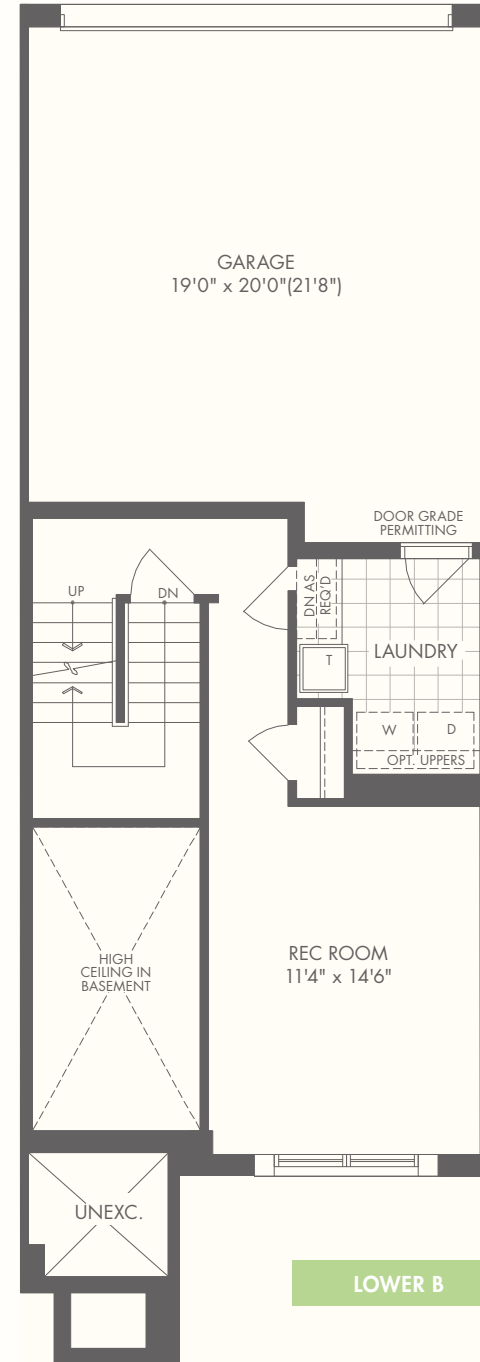 GARAGE
19'0" x 20'0"(21'8")
DOOR GRADE
PERMITTING
UP
DN
DN AS
REQ'D
T
LAUNDRY
W
D
OPT. UPPERS
HIGH
CEILING IN
BASEMENT
REC ROOM
11'4" x 14'6"
UNEXC.
LOWER B